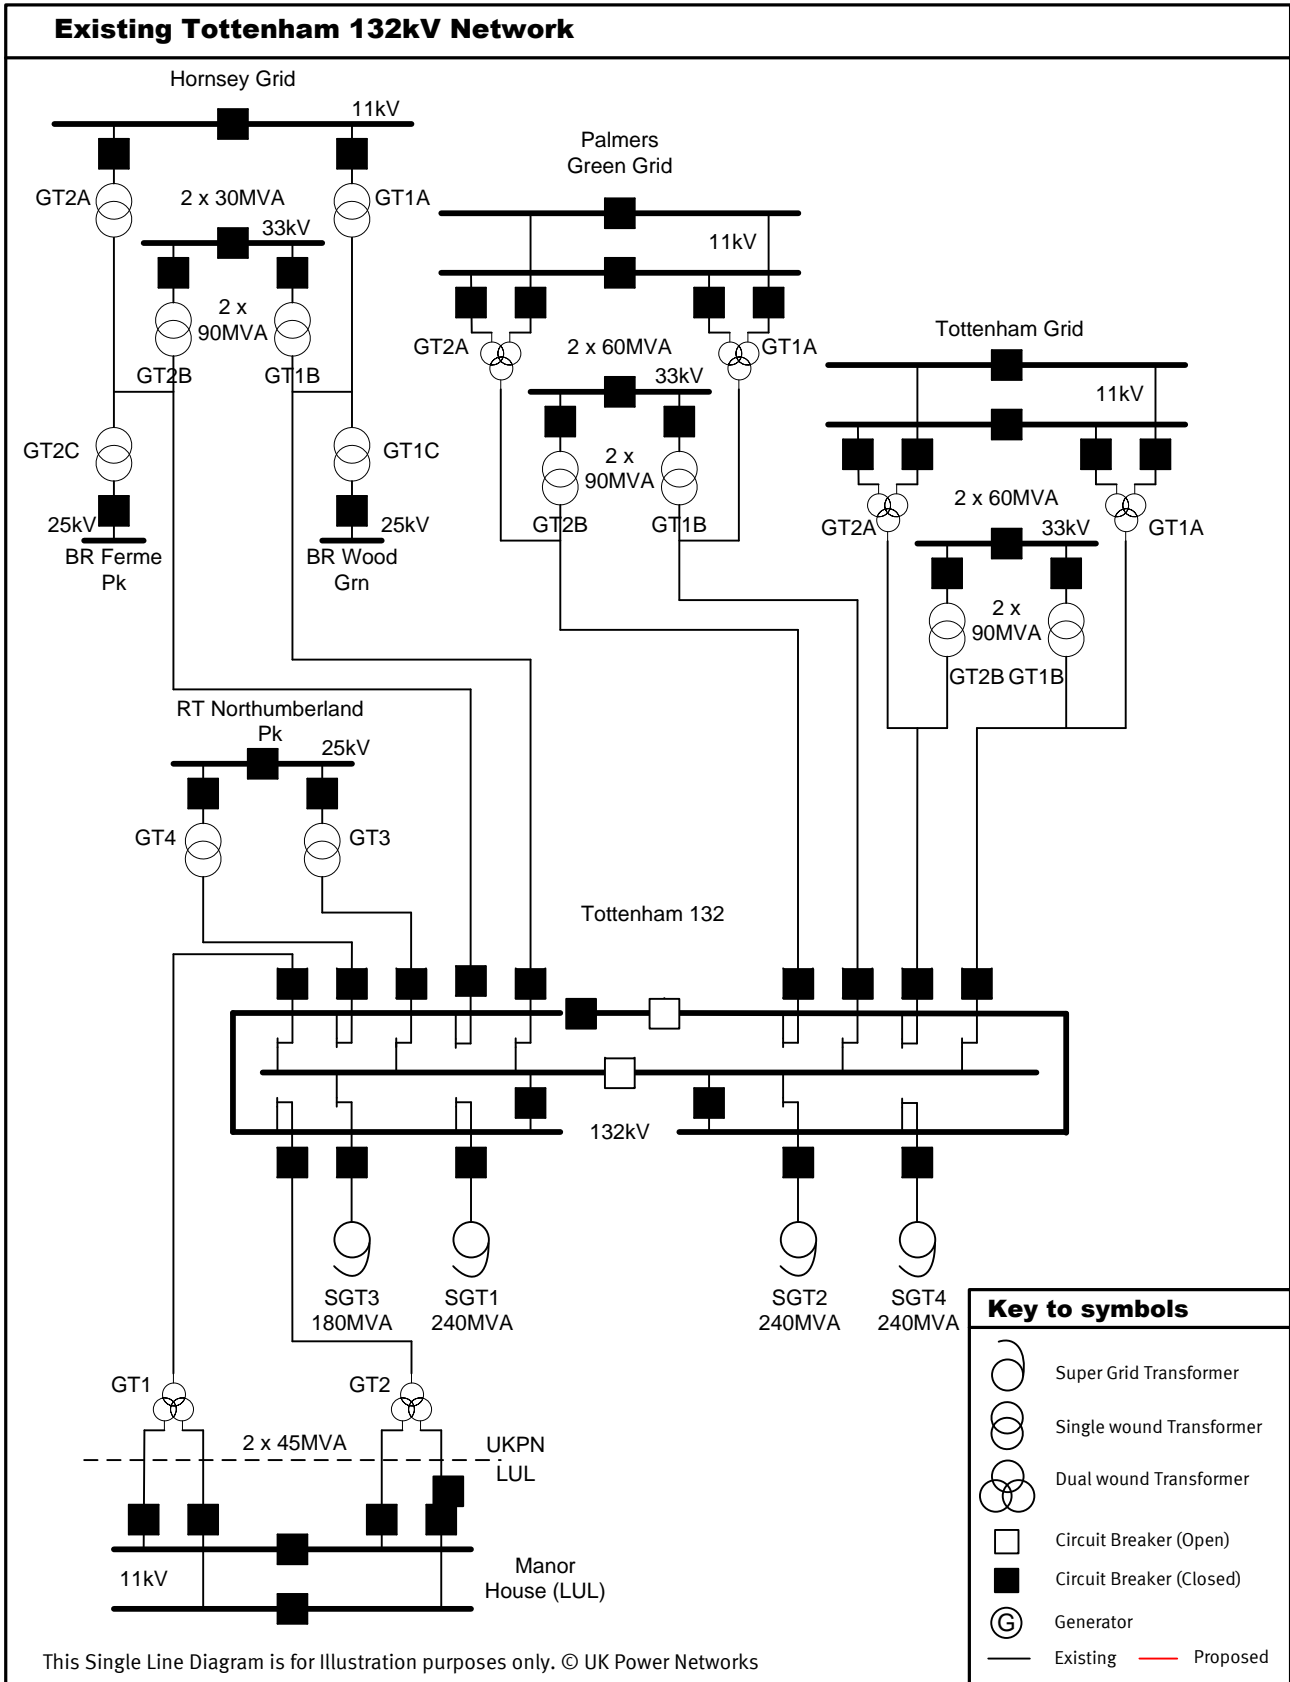 Existing Tottenham 132kV Network
Hornsey Grid
11kV
GT2A
2 x 30MVA
GT1A
33kV
2 x
90MVA
GT2B
GT1B
GT2C
GT1C
25kV
25kV
BR Ferme
Pk
BR Wood
Grn
Palmers
Green Grid
11kV
GT2A
2 x 60MVA
GT1A
33kV
2 x
90MVA
GT2B
GT1B
Tottenham Grid
11kV
2 x 60MVA
GT2A
33kV
GT1A
2 x
90MVA
GT2B
GT1B
RT Northumberland
Pk
25kV
GT4
GT3
Tottenham 132
132kV
SGT3
180MVA
SGT1
240MVA
SGT2
240MVA
SGT4
240MVA
GT1
GT2
2 x 45MVA
UKPN
LUL
11kV
Manor
House (LUL)
Key to symbols
Super Grid Transformer
Single wound Transformer
Dual wound Transformer
Circuit Breaker (Open)
Circuit Breaker (Closed)
G
Generator
Existing
Proposed
This Single Line Diagram is for Illustration purposes only. © UK Power Networks